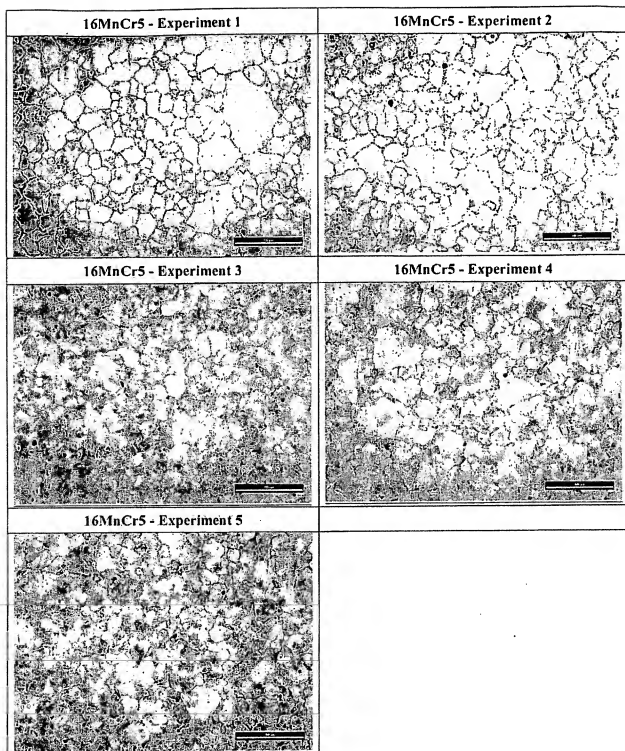 16MnCr5 - Experiment 1
16MnCr5 - Experiment 2
16MnCr5 - Experiment 3
16MnCr5 - Experiment 4
16MnCr5 - Experiment 5